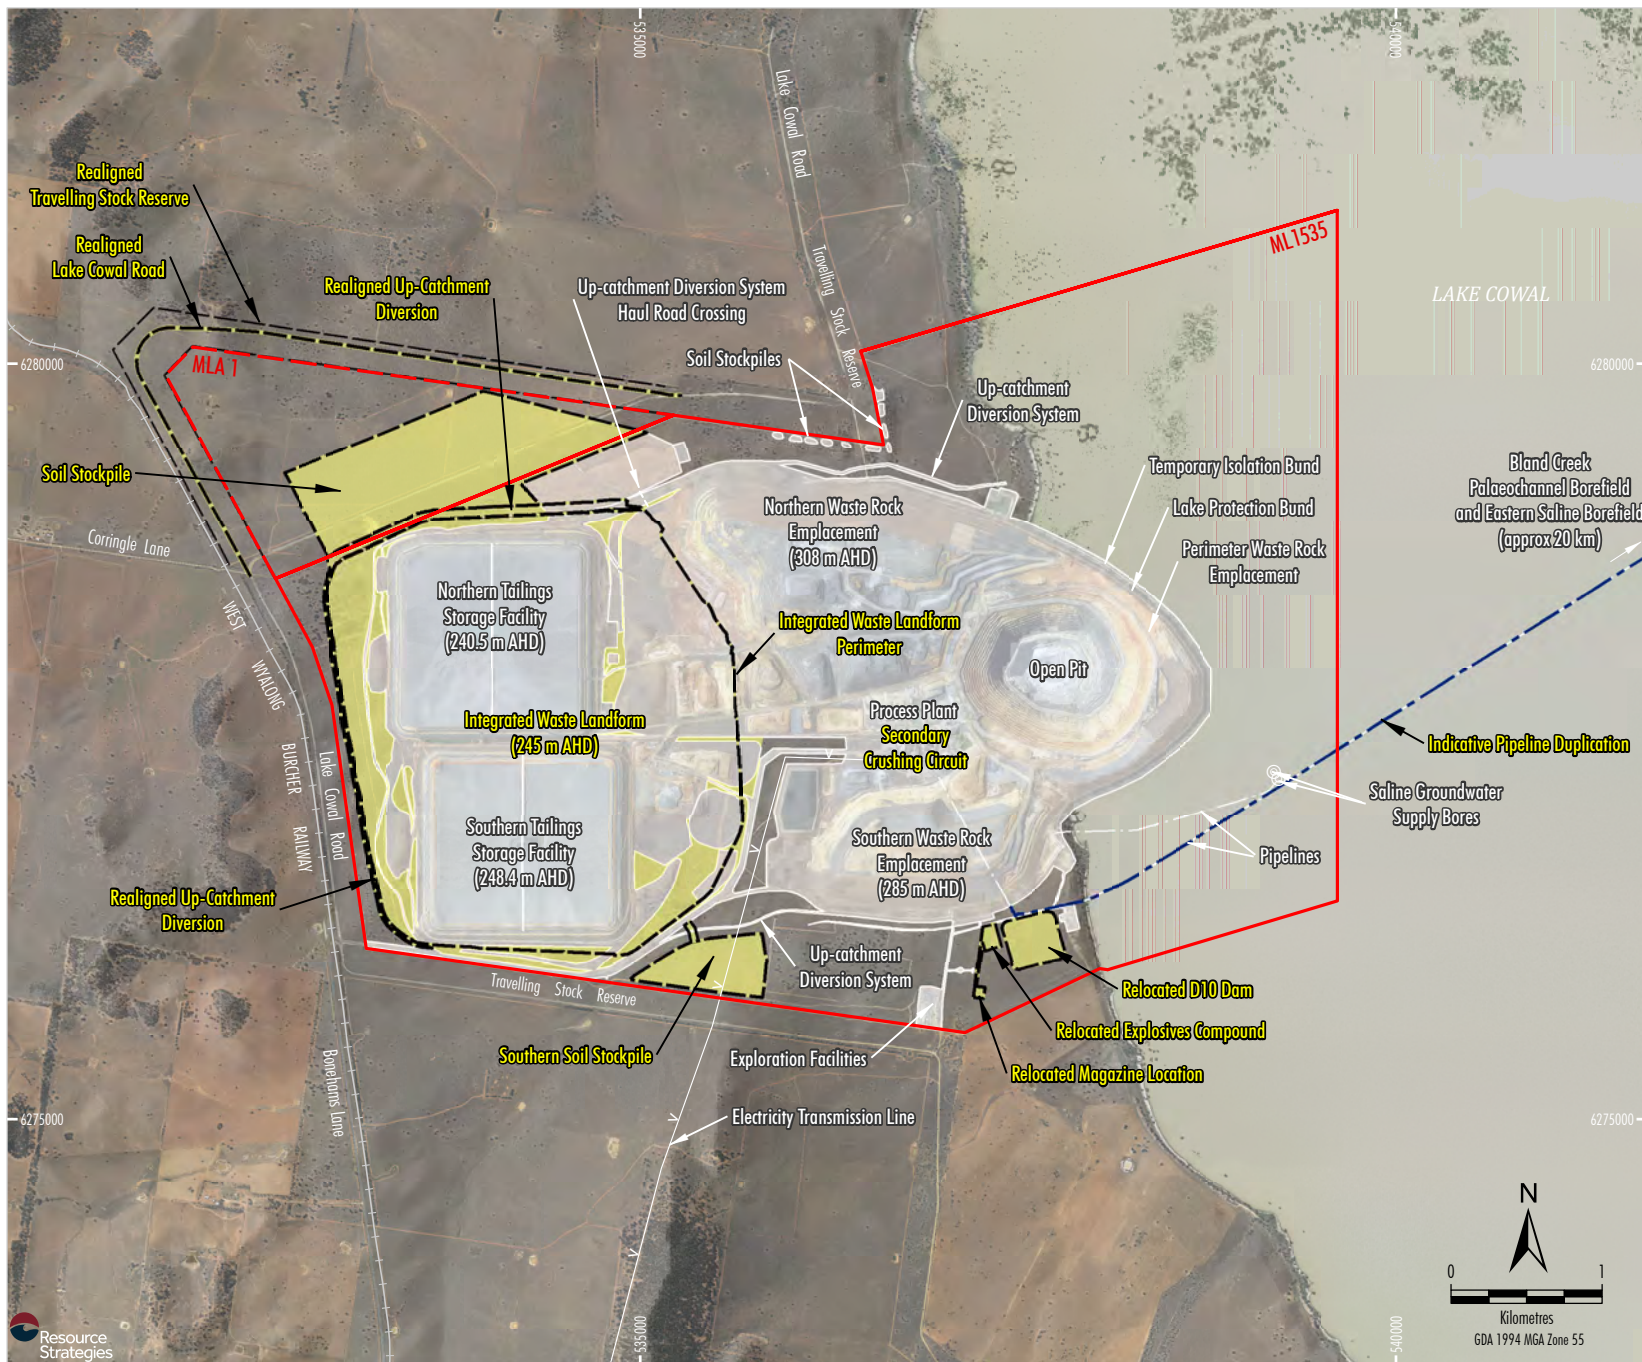 535000
540000
Lake Cowal Road
Travelling Stock Reserve
Realigned
Travelling Stock Reserve
Realigned
Lake Cowal Road
Realigned Up-Catchment
Diversion
Up-catchment Diversion System
Haul Road Crossing
Soil Stockpiles
ML1535
LAKE COWAL
6280000
6280000
MLA 1
Up-catchment
Diversion System
Soil Stockpile
Temporary Isolation Bund
Lake Protection Bund
Perimeter Waste Rock
Emplacement
Bland Creek
Palaeochannel Borefield
and Eastern Saline Borefield
(approx 20 km)
Northern Waste Rock
Emplacement
(308 m AHD)
Corringle Lane
Northern Tailings
Storage Facility
(240.5 m AHD)
Integrated Waste Landform
Perimeter
Open Pit
WEST WYALONG BURCHER RAILWAY
Integrated Waste Landform
(245 m AHD)
Process Plant
Secondary
Crushing Circuit
Indicative Pipeline Duplication
Lake Cowal Road
Saline Groundwater
Supply Bores
Southern Tailings
Storage Facility
(248.4 m AHD)
Southern Waste Rock
Emplacement
(285 m AHD)
Pipelines
Realigned Up-Catchment
Diversion
Up-catchment
Diversion System
Travelling Stock Reserve
Relocated D10 Dam
Relocated Explosives Compound
Relocated Magazine Location
Southern Soil Stockpile
Exploration Facilities
Bonehams Lane
Electricity Transmission Line
6275000
6275000
N
0 1
Kilometres
GDA 1994 MGA Zone 55
535000
540000
Resource
Strategies